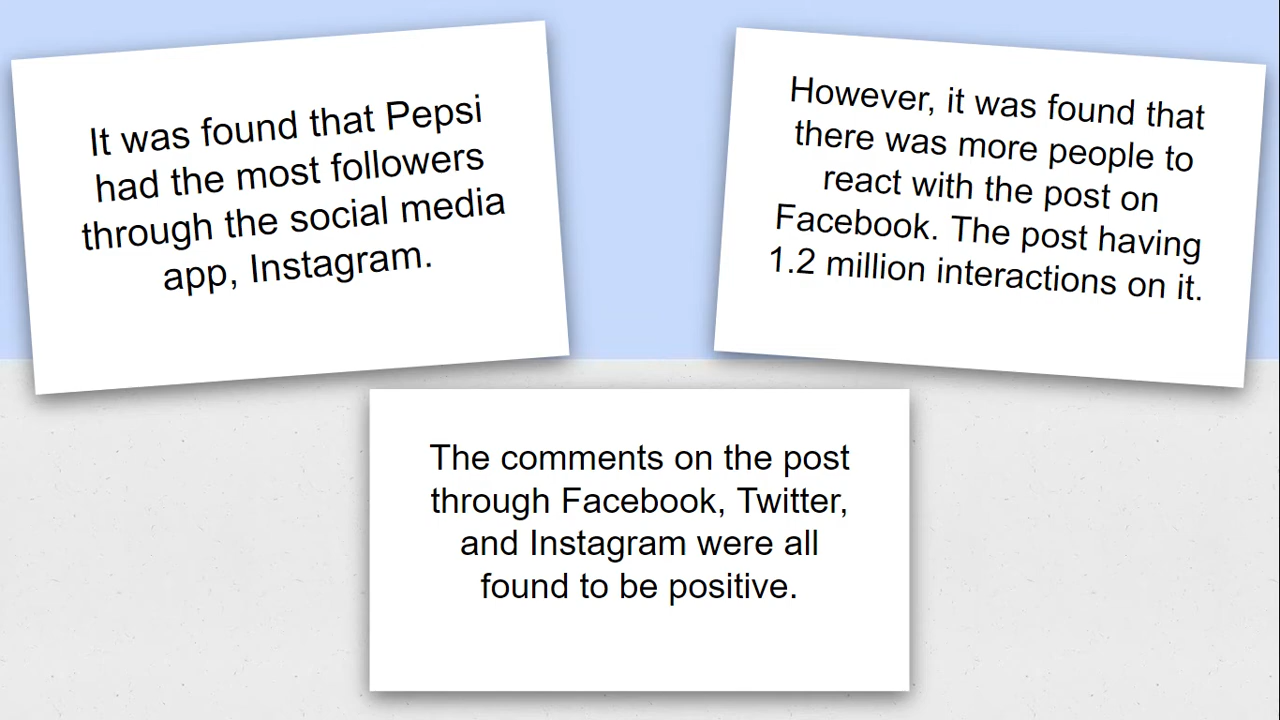 It was found that Pepsi
had the most followers
through the social media
app, Instagram.
However, it was found that
there was more people to
react with the post on
Facebook. The post having
1.2 million interactions on it.
The comments on the post
through Facebook, Twitter,
and Instagram were all
found to be positive.